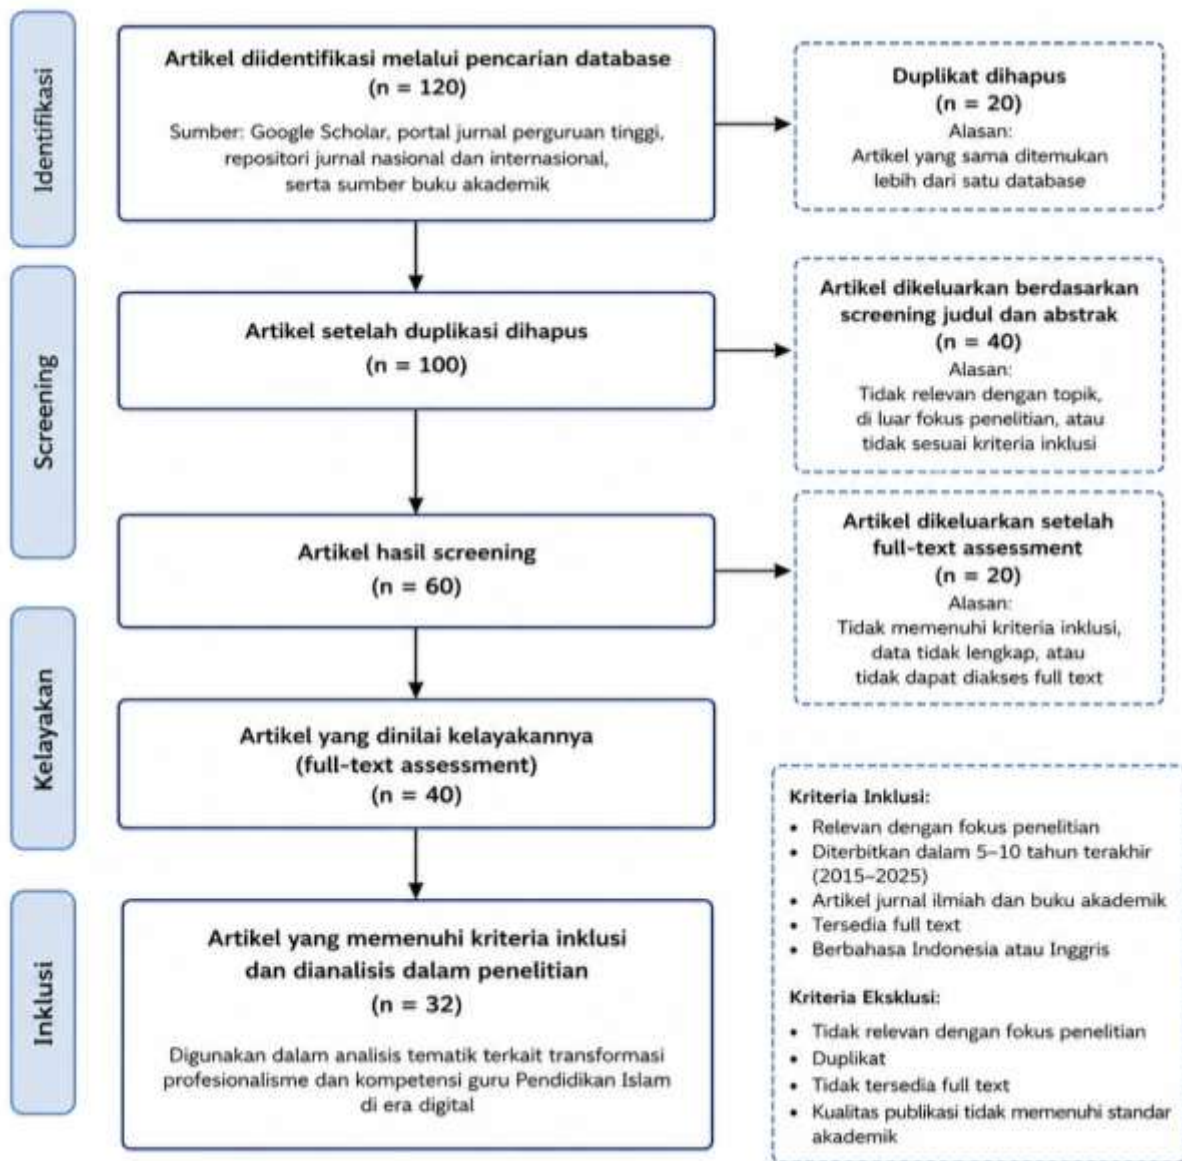 Identifikasi
Artikel diidentifikasi melalui pencarian database
(n = 120)
Sumber: Google Scholar, portal jurnal perguruan tinggi,
repositori jurnal nasional dan internasional,
serta sumber buku akademik
Duplikat dihapus
(n = 20)
Alasan:
Artikel yang sama ditemukan
lebih dari satu database
Screening
Artikel setelah duplikasi dihapus
(n = 100)
Artikel dikeluarkan berdasarkan
screening judul dan abstrak
(n = 40)
Alasan:
Tidak relevan dengan topik,
di luar fokus penelitian, atau
tidak sesuai kriteria inklusi
Artikel hasil screening
(n = 60)
Artikel dikeluarkan setelah
full-text assessment
(n = 20)
Alasan:
Tidak memenuhi kriteria inklusi,
data tidak lengkap, atau
tidak dapat diakses full text
Kelayakan
Artikel yang dinilai kelayakannya
(full-text assessment)
(n = 40)
Inklusi
Artikel yang memenuhi kriteria inklusi
dan dianalisis dalam penelitian
(n = 32)
Digunakan dalam analisis tematik terkait transformasi
profesionalisme dan kompetensi guru Pendidikan Islam
di era digital
Kriteria Inklusi:
• Relevan dengan fokus penelitian
• Diterbitkan dalam 5–10 tahun terakhir
(2015–2025)
• Artikel jurnal ilmiah dan buku akademik
• Tersedia full text
• Berbahasa Indonesia atau Inggris
Kriteria Eksklusi:
• Tidak relevan dengan fokus penelitian
• Duplikat
• Tidak tersedia full text
• Kualitas publikasi tidak memenuhi standar
akademik